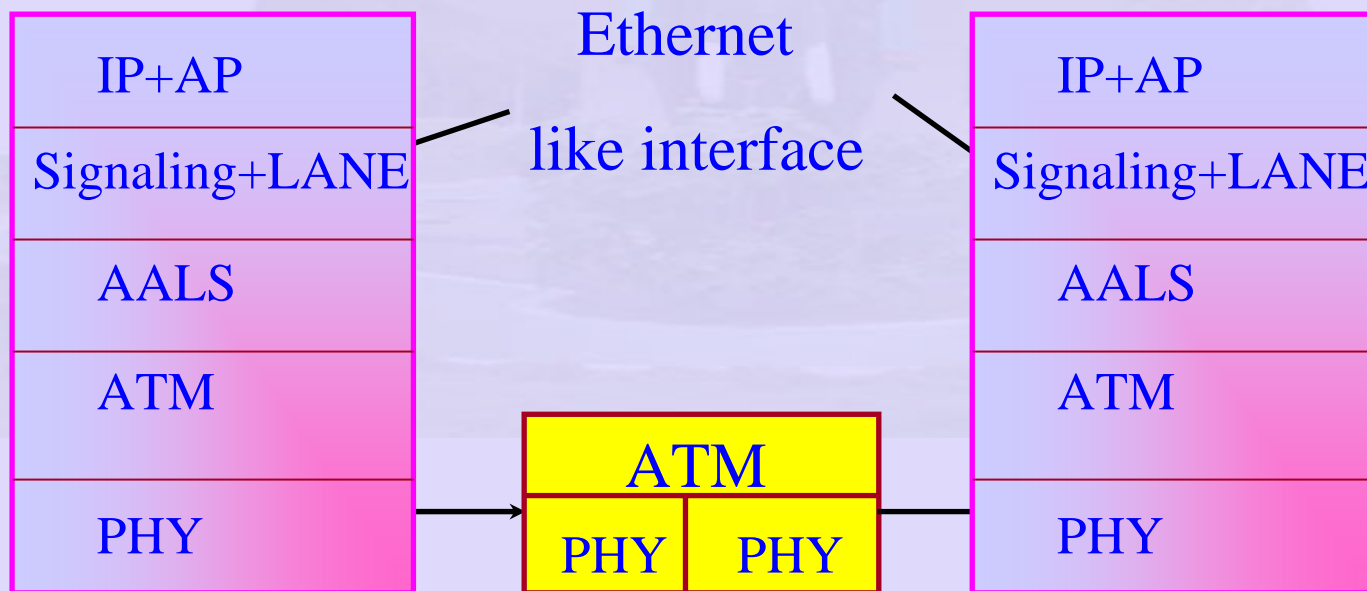 IP+AP
Signaling+LANE
AALS
ATM
PHY
Ethernet
like interface
ATM
PHY PHY
IP+AP
Signaling+LANE
AALS
ATM
PHY